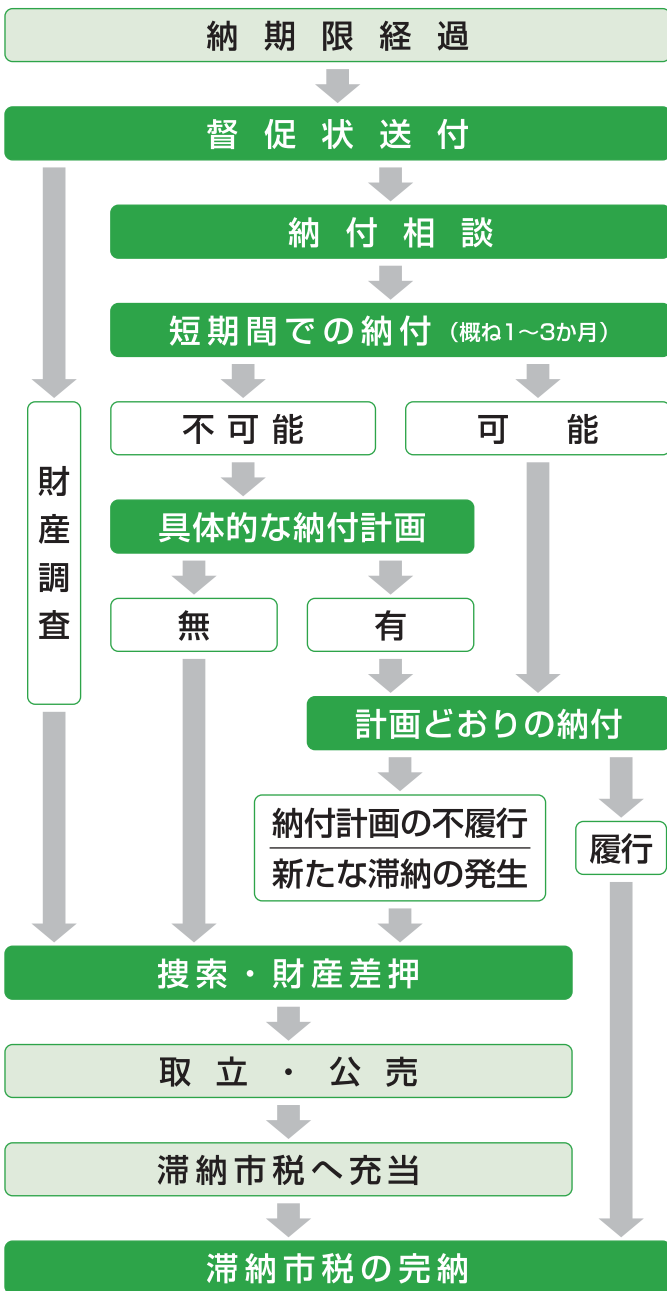 納期限経過
督促状送付
納付相談
短期間での納付（概ね1～3か月）
不可能
可能
財産調査
具体的な納付計画
無
有
計画どおりの納付
納付計画の不履行
新たな滞納の発生
履行
捜索・財産差押
取立・公売
滞納市税へ充当
滞納市税の完納